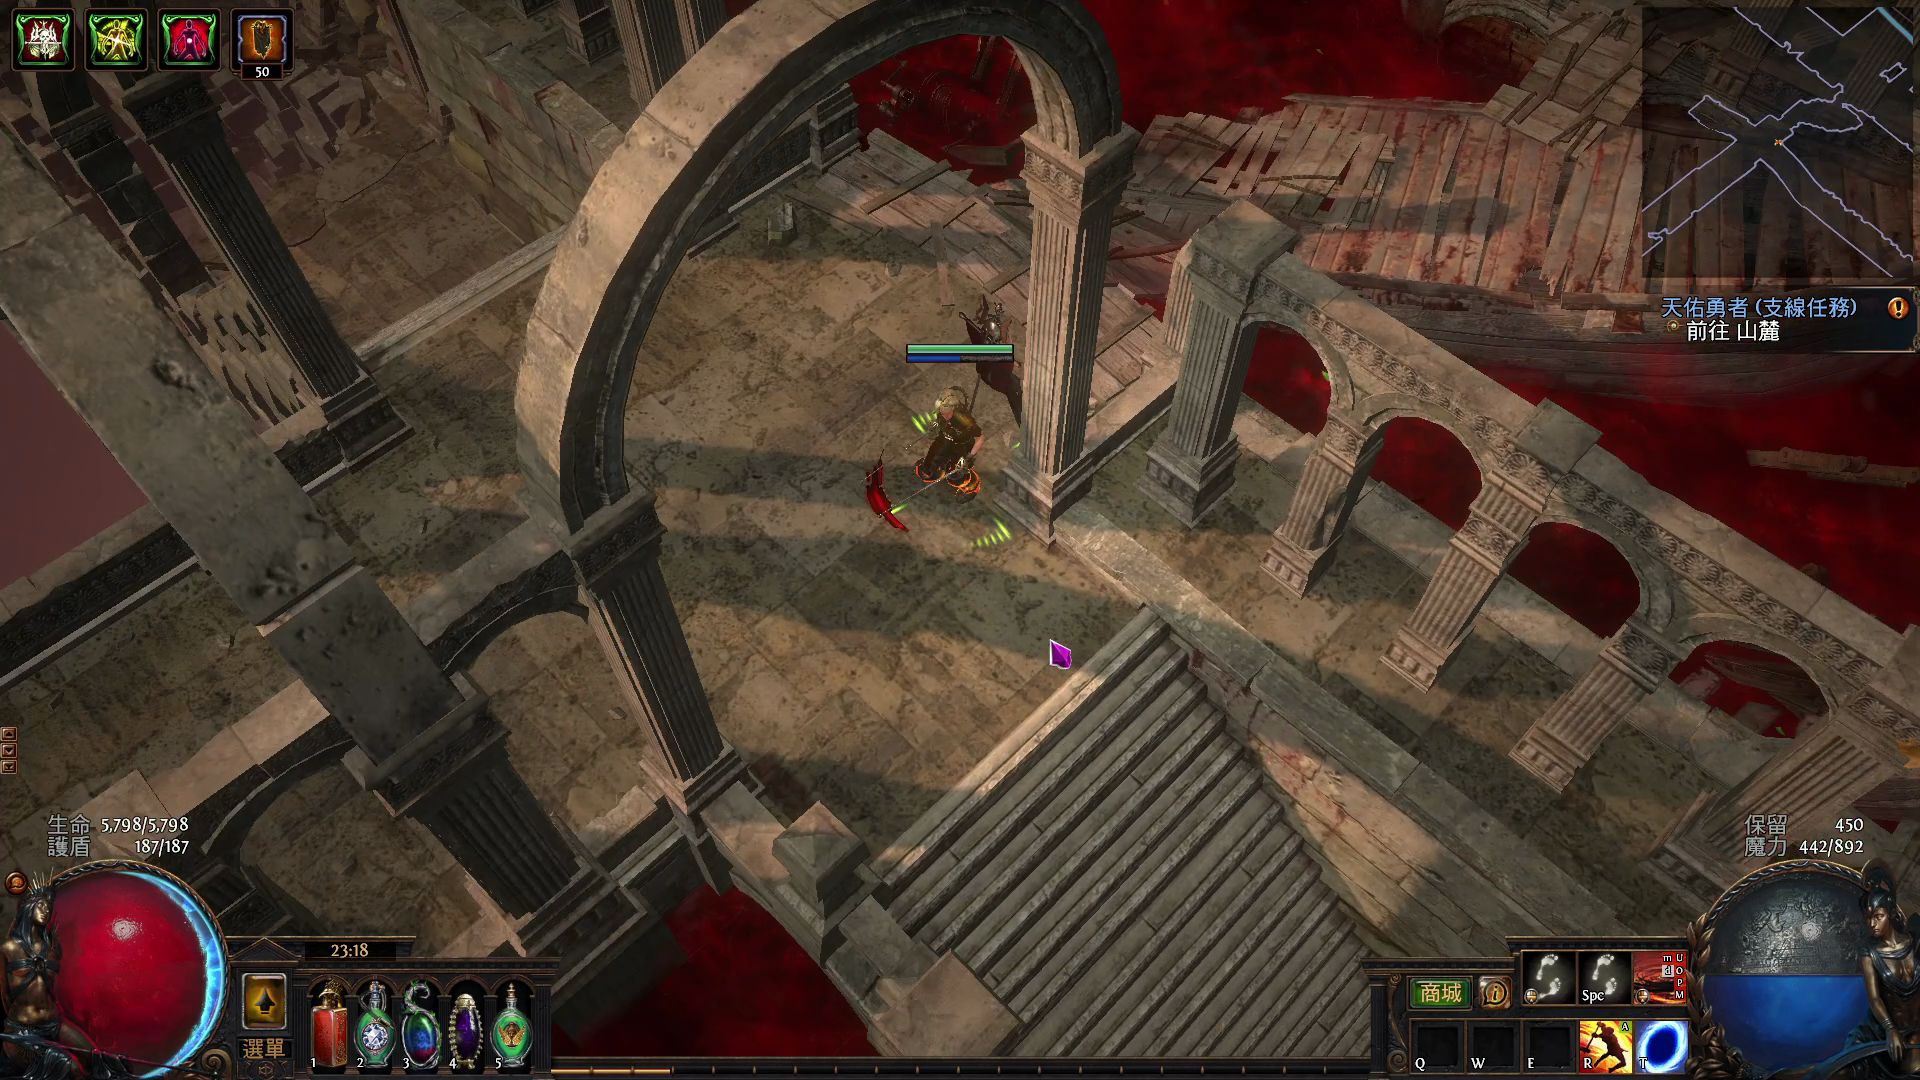 50
天佑勇者 (支線任務)
前往 山麓
生命 5,798/5,798
護盾 187/187
保留 450
魔力 442/892
23:18
選單
1
2
3
4
5
商城
Spc
m U
d O
P
M
Q
W
E
R
A
T